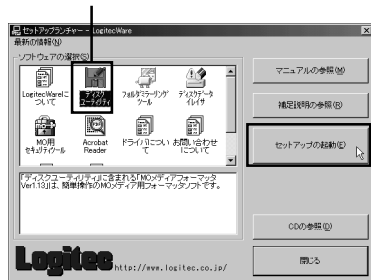 セットアップランチャー - LogitecWare
最新の情報(N)
ソフトウェアの選択(S)
LogitecWareに
ついて
ディスク
ユーティリティ
フォルダミラーリング
ツール
ディスクデータ
イレイサ
MO用
セキュリティツール
Acrobat
Reader
ドライバについ
て
お問い合わせ
について
「ディスクユーティリティ」に含まれる「MOメディアフォーマッタ
Ver1.13」は、簡単操作のMOメディア用フォーマッタソフトです。
マニュアルの参照(M)
補足説明の参照(R)
セットアップの起動(E)
CDの参照(D)
閉じる
Logitec
http://www.logitec.co.jp/